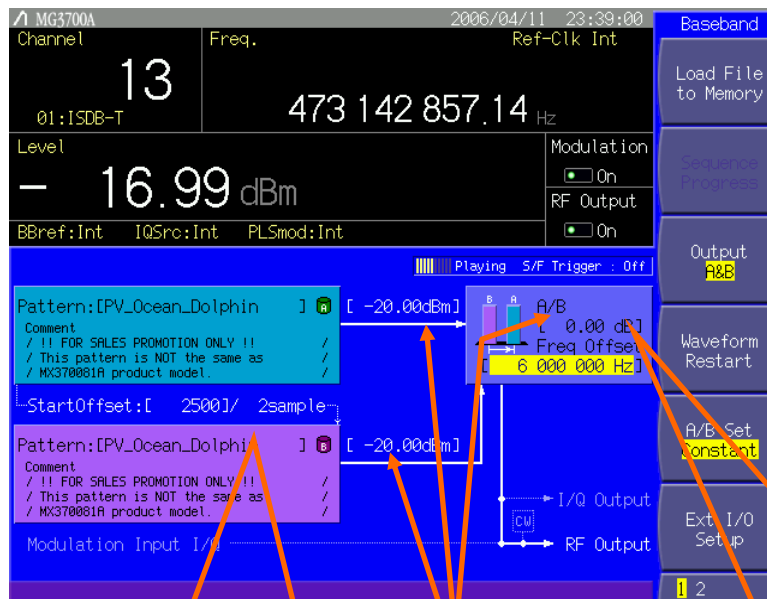 MG3700A 2006/04/11 23:39:00
Channel Freq. Ref-Clk Int
13
01:ISDB-T
473 142 857.14 Hz
Level
- 16.99 dBm
Modulation
On
RF Output
On
BBref:Int IQSrc:Int PLSmod:Int
Playing S/F Trigger : Off
Pattern:[PV_Ocean_Dolphin ] A [ -20.00dBm]
Comment
/ !! FOR SALES PROMOTION ONLY !! /
/ This pattern is NOT the same as /
/ MX370081A product model. /
B A
A/B
[ 0.00 dB]
Freq Offset
[ 6 000 000 Hz]
StartOffset:[ 2500]/ 2sample
Pattern:[PV_Ocean_Dolphin ] B [ -20.00dBm]
Comment
/ !! FOR SALES PROMOTION ONLY !! /
/ This pattern is NOT the same as /
/ MX370081A product model. /
I/Q Output
CW
Modulation Input I/Q
RF Output
Baseband
Load File
to Memory
Sequence
Progress
Output
A&B
Waveform
Restart
A/B Set
Constant
Ext I/O
Setup
1 2